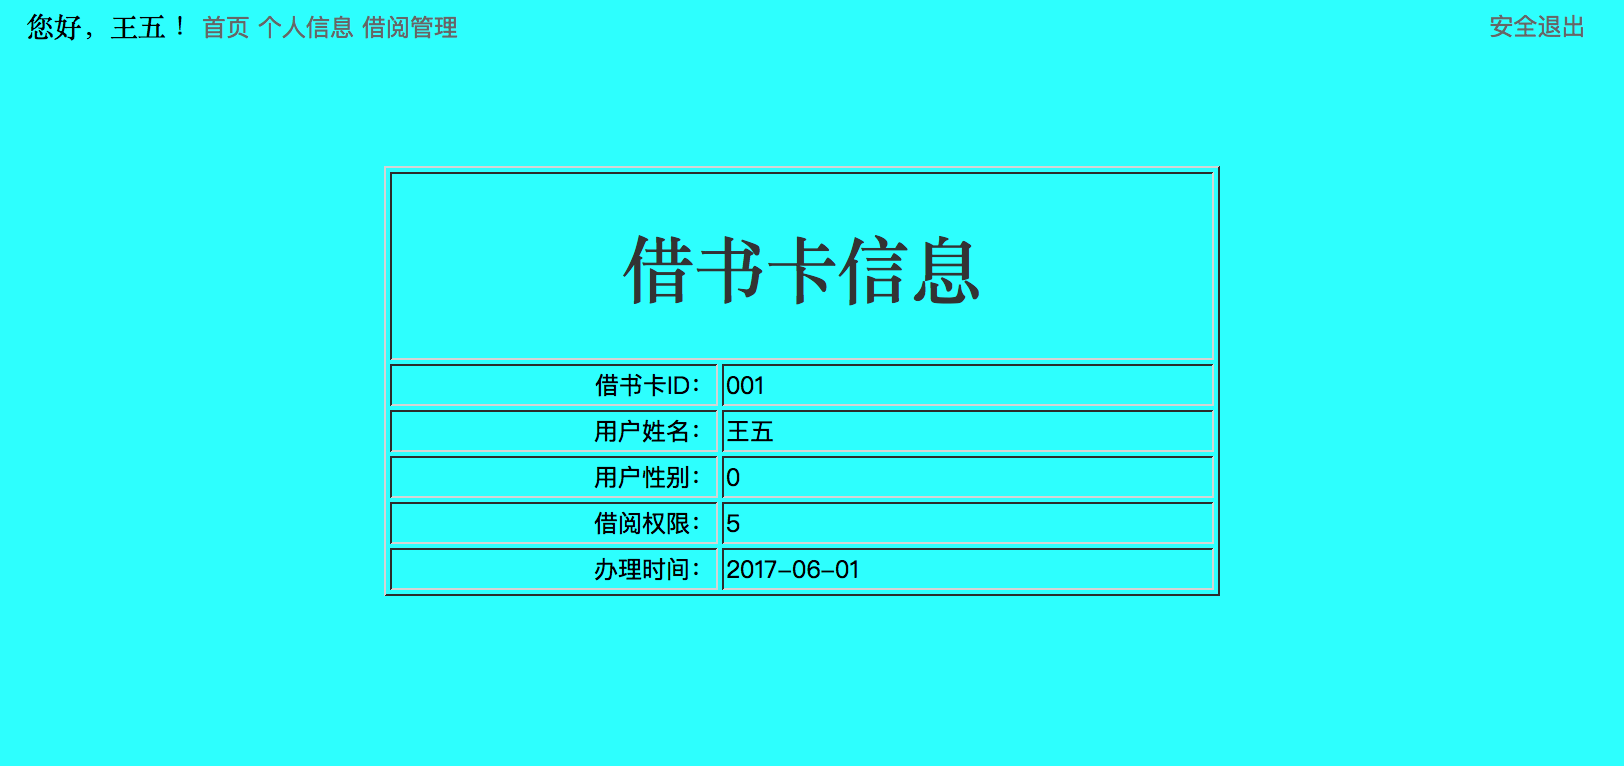 您好，王五！ 首页 个人信息 借阅管理 安全退出
借书卡信息
借书卡ID： 001
用户姓名： 王五
用户性别： 0
借阅权限： 5
办理时间： 2017-06-01